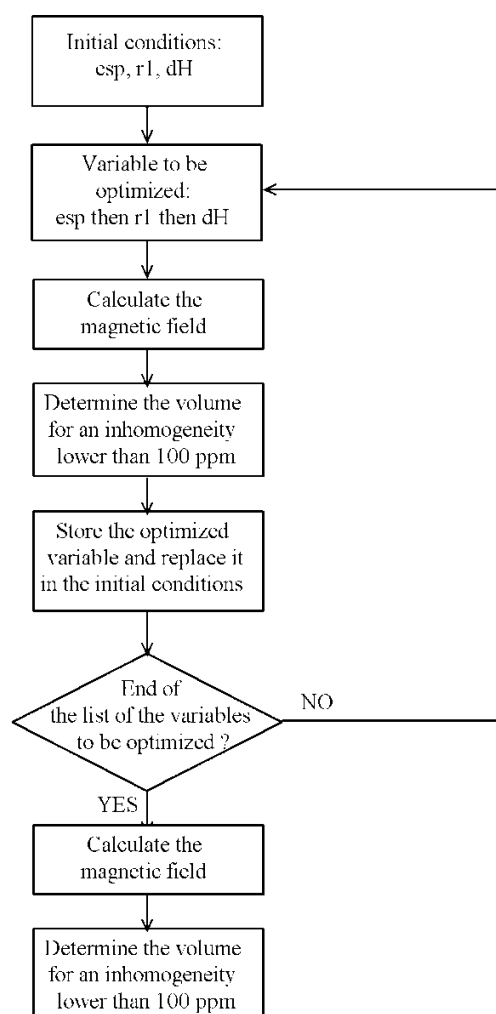 Initial conditions:
esp, r1, dH
Variable to be
optimized:
esp then r1 then dH
Calculate the
magnetic field
Determine the volume
for an inhomogeneity
lower than 100 ppm
Store the optimized
variable and replace it
in the initial conditions
End of
the list of the variables
to be optimized ?
NO
YES
Calculate the
magnetic field
Determine the volume
for an inhomogeneity
lower than 100 ppm